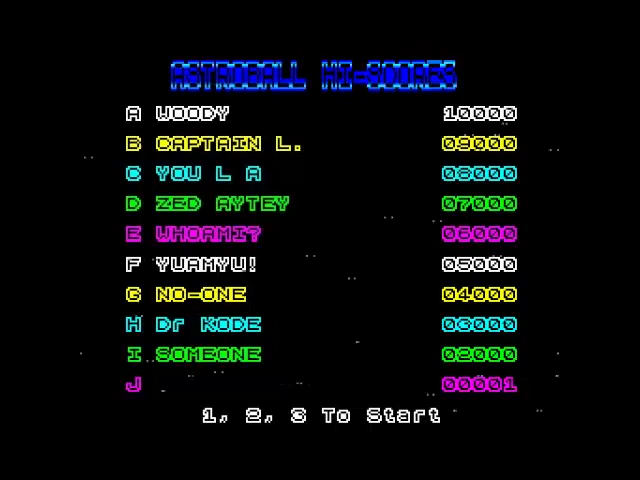 ASTROBALL HI-SCORES
A WOODY 10000
B CAPTAIN L. 09000
C YOU L A 08000
D ZED AYTEY 07000
E WHOAMI? 06000
F YUAMYU! 05000
G NO-ONE 04000
H Dr KODE 03000
I SOMEONE 02000
J 00001
1, 2, 3 To Start